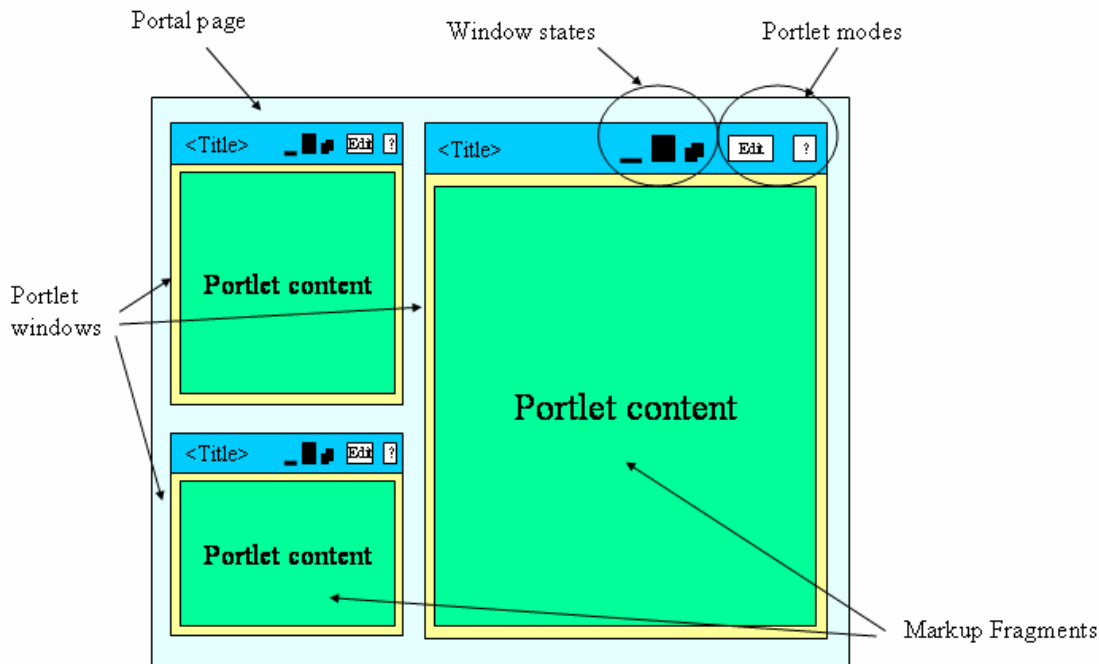 Portal page
Window states
Portlet modes
<Title>
Edit
?
<Title>
Edit
?
Portlet content
Portlet
windows
Portlet content
<Title>
Edit
?
Portlet content
Markup Fragments